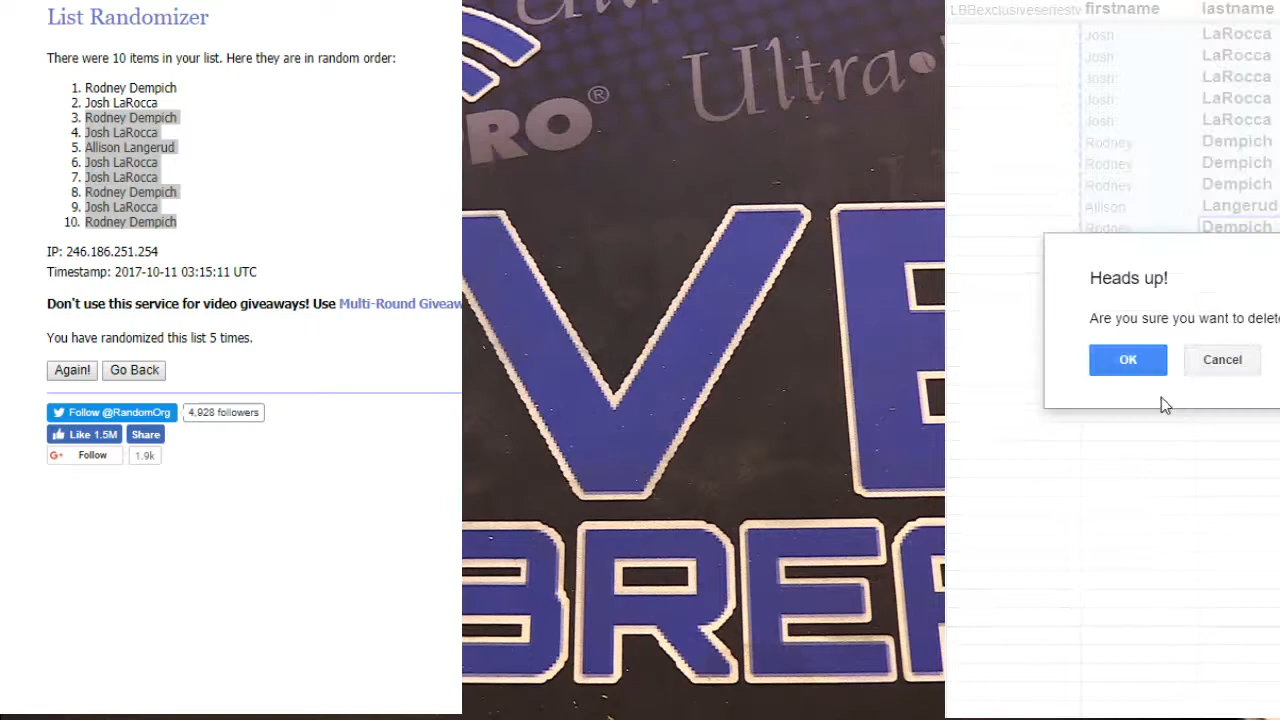 List Randomizer
There were 10 items in your list. Here they are in random order:
1. Rodney Dempich
2. Josh LaRocca
3. Rodney Dempich
4. Josh LaRocca
5. Allison Langerud
6. Josh LaRocca
7. Josh LaRocca
8. Rodney Dempich
9. Josh LaRocca
10. Rodney Dempich
IP: 246.186.251.254
Timestamp: 2017-10-11 03:15:11 UTC
Don't use this service for video giveaways! Use Multi-Round Giveaw
You have randomized this list 5 times.
Again! Go Back
Follow @RandomOrg 4,928 followers
Like 1.5M Share
G+ Follow 1.9k
Ultra
PRO®
VE
BREA
firstname lastname
Josh LaRocca
Josh LaRocca
Josh LaRocca
Josh LaRocca
Josh LaRocca
Rodney Dempich
Rodney Dempich
Rodney Dempich
Allison Langerud
Rodney Dempich
Heads up!
Are you sure you want to delete
OK Cancel